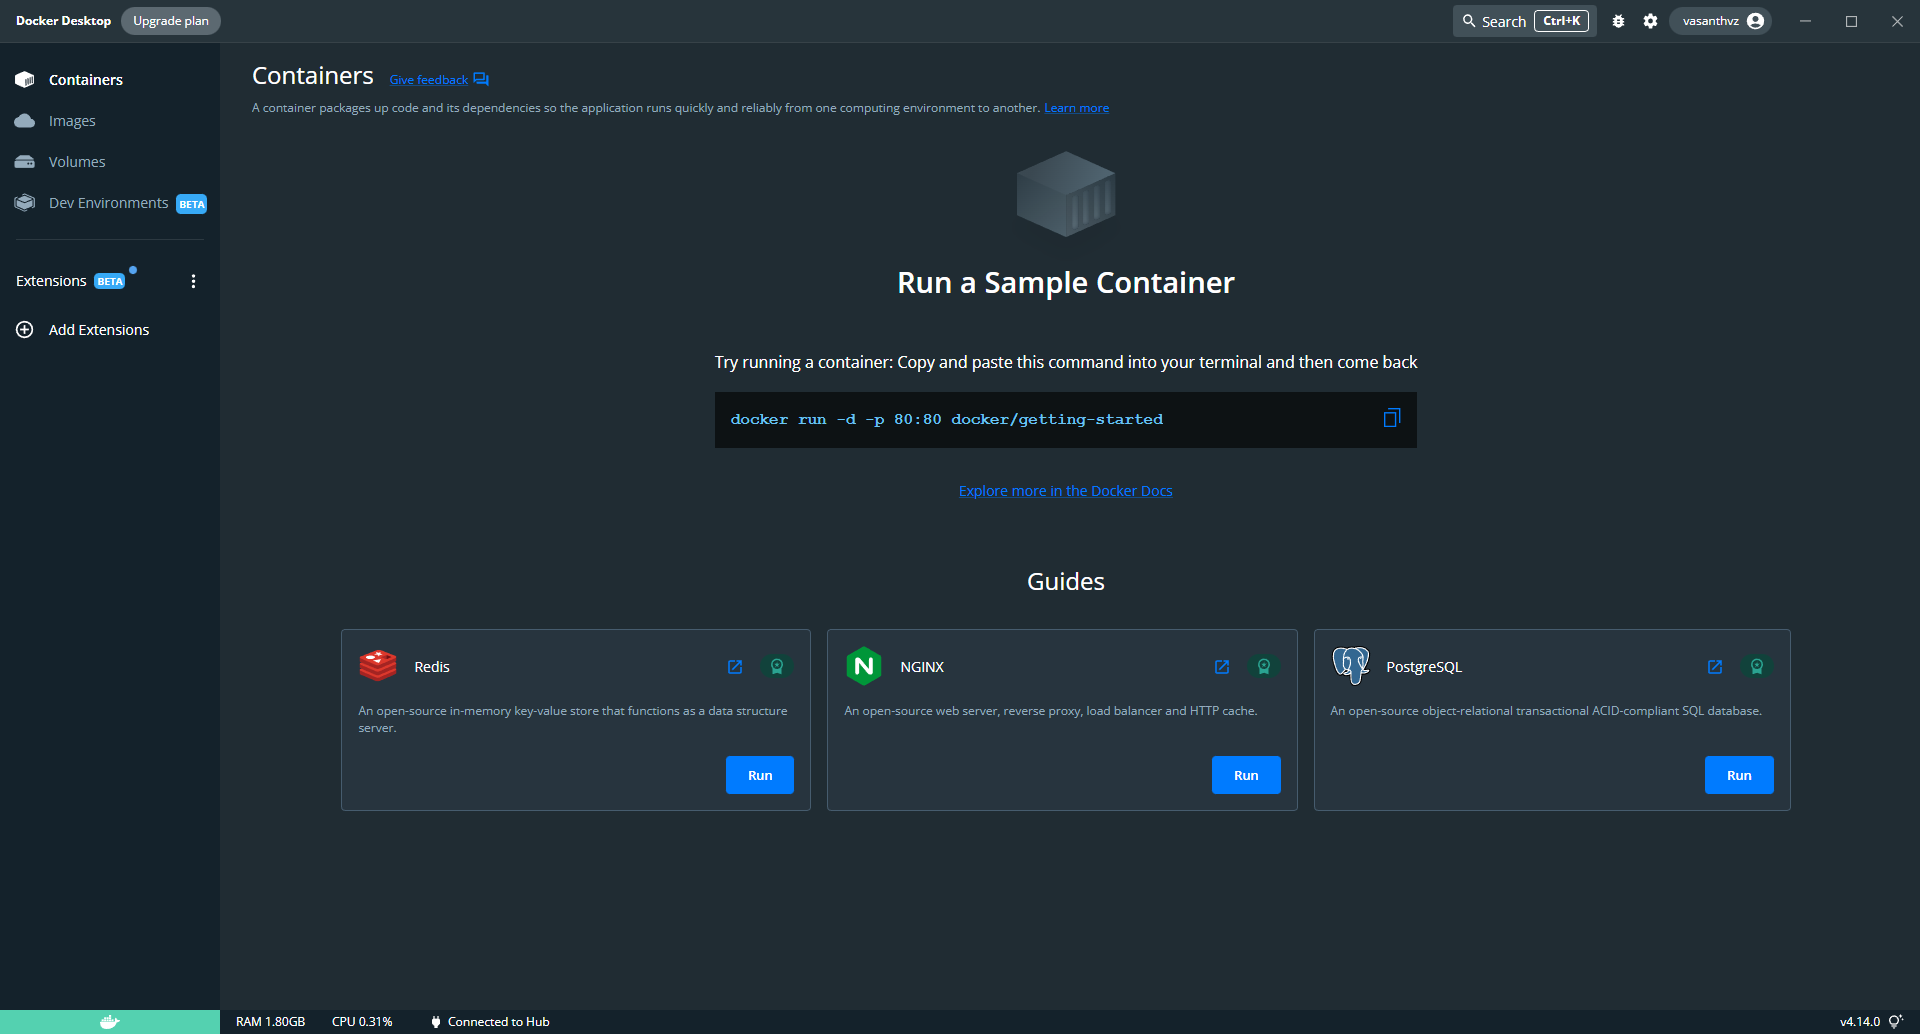 Docker Desktop Upgrade plan Search Ctrl+K vasanthvz
Containers
Images
Volumes
Dev Environments BETA
Extensions BETA
Add Extensions
Containers Give feedback
A container packages up code and its dependencies so the application runs quickly and reliably from one computing environment to another. Learn more
Run a Sample Container
Try running a container: Copy and paste this command into your terminal and then come back
docker run -d -p 80:80 docker/getting-started
Explore more in the Docker Docs
Guides
Redis
An open-source in-memory key-value store that functions as a data structure
server.
Run
NGINX
An open-source web server, reverse proxy, load balancer and HTTP cache.
Run
PostgreSQL
An open-source object-relational transactional ACID-compliant SQL database.
Run
RAM 1.80GB CPU 0.31% Connected to Hub v4.14.0